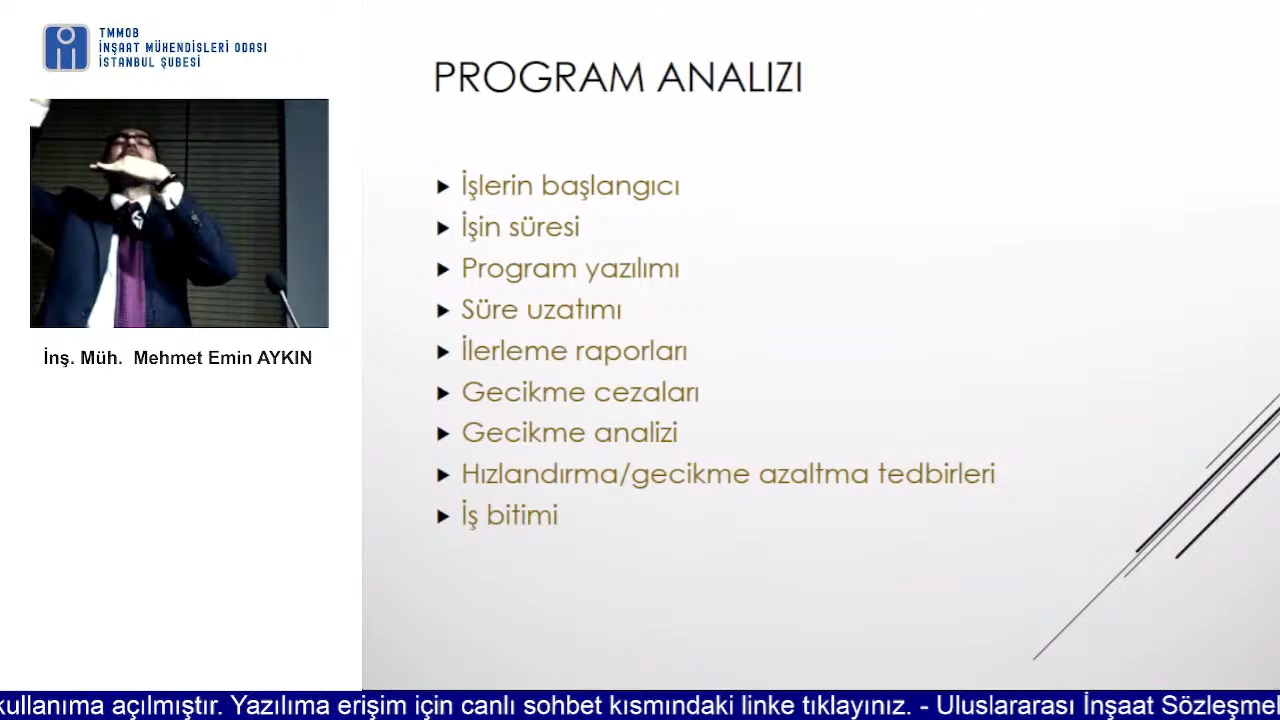 TMMOB
İNŞAAT MÜHENDİSLERİ ODASI
İSTANBUL ŞUBESİ
İnş. Müh. Mehmet Emin AYKIN
PROGRAM ANALIZI
İşlerin başlangıcı
İşin süresi
Program yazılımı
Süre uzatımı
İlerleme raporları
Gecikme cezaları
Gecikme analizi
Hızlandırma/gecikme azaltma tedbirleri
İş bitimi
kullanıma açılmıştır. Yazılıma erişim için canlı sohbet kısmındaki linke tıklayınız. - Uluslararası İnşaat Sözleşme